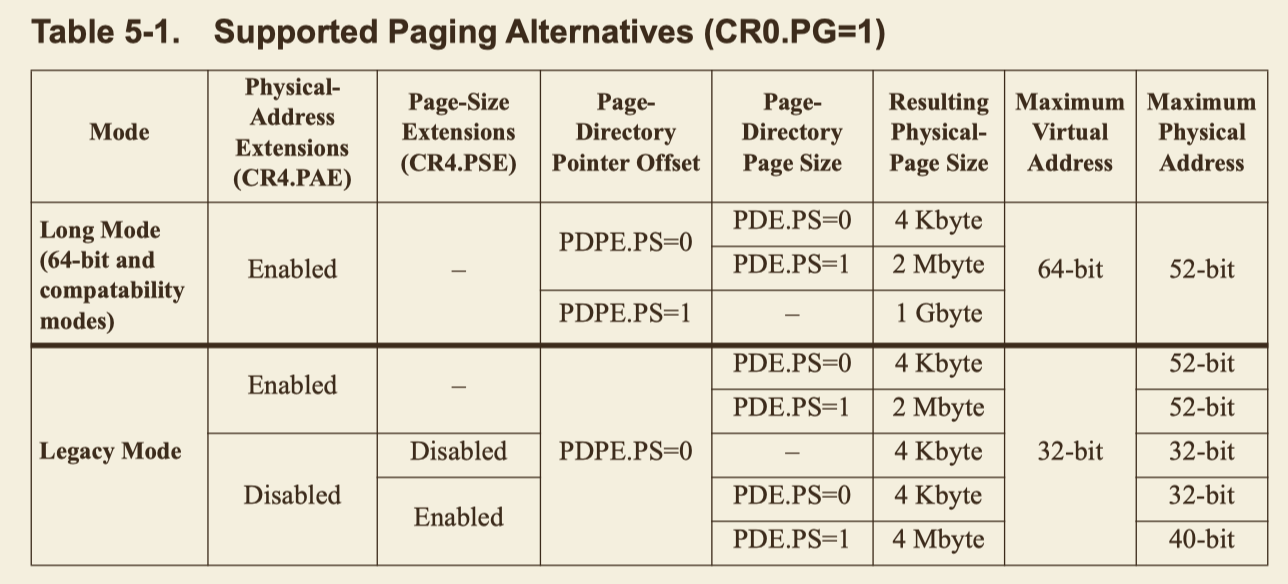 Table 5-1. Supported Paging Alternatives (CR0.PG=1)
Mode
Physical-
Address
Extensions
(CR4.PAE)
Page-Size
Extensions
(CR4.PSE)
Page-
Directory
Pointer Offset
Page-
Directory
Page Size
Resulting
Physical-
Page Size
Maximum
Virtual
Address
Maximum
Physical
Address
Long Mode
(64-bit and
compatability
modes)
Enabled
–
PDPE.PS=0
PDE.PS=0
4 Kbyte
PDE.PS=1
2 Mbyte
PDPE.PS=1
–
1 Gbyte
64-bit
52-bit
Legacy Mode
Enabled
–
PDPE.PS=0
PDE.PS=0
4 Kbyte
32-bit
52-bit
PDE.PS=1
2 Mbyte
52-bit
Disabled
Disabled
–
4 Kbyte
32-bit
Enabled
PDE.PS=0
4 Kbyte
32-bit
PDE.PS=1
4 Mbyte
40-bit